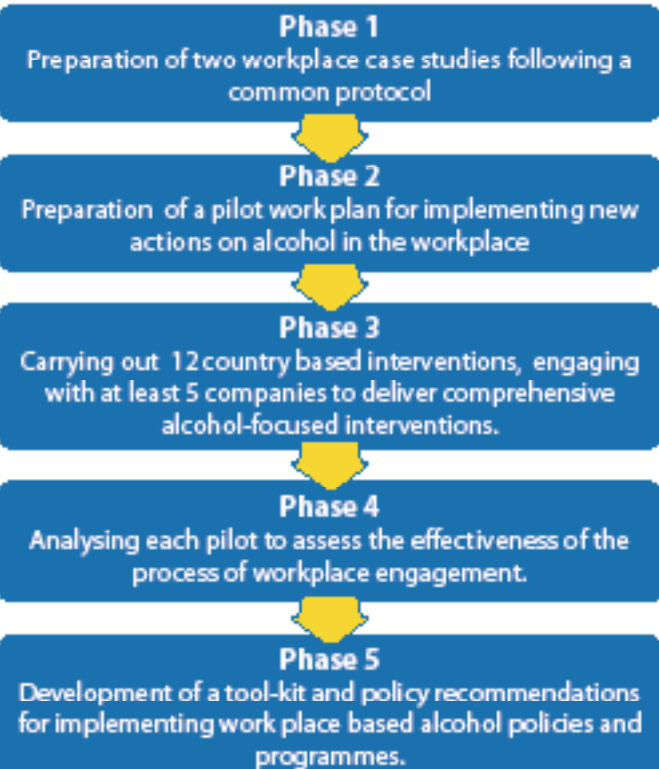 Phase 1
Preparation of two workplace case studies following a
common protocol
Phase 2
Preparation of a pilot work plan for implementing new
actions on alcohol in the workplace
Phase 3
Carrying out 12 country based interventions, engaging
with at least 5 companies to deliver comprehensive
alcohol-focused interventions.
Phase 4
Analysing each pilot to assess the effectiveness of the
process of workplace engagement.
Phase 5
Development of a tool-kit and policy recommendations
for implementing work place based alcohol policies and
programmes.